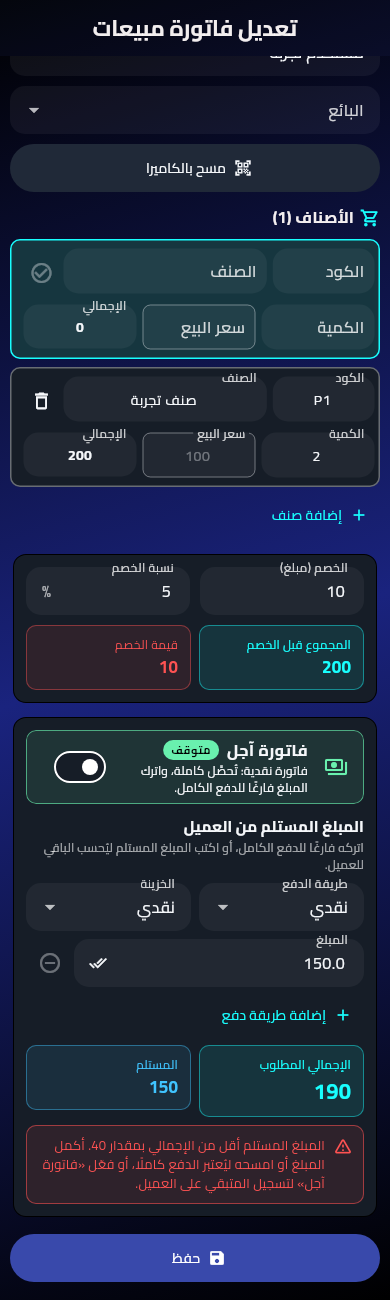 تعديل فاتورة مبيعات
مستخدم تجربة
البائع
مسح بالكاميرا
الأصناف (1)
الكود
الصنف
الكمية
سعر البيع
الإجمالي
0
الكود
P1
الصنف
صنف تجربة
الكمية
2
سعر البيع
100
الإجمالي
200
+ إضافة صنف
الخصم (مبلغ)
10
نسبة الخصم
5
%
المجموع قبل الخصم
200
قيمة الخصم
10
فاتورة آجل
متوقف
فاتورة نقدية: تُحصَّل كاملة، واترك
المبلغ فارغًا للدفع الكامل.
المبلغ المستلم من العميل
اتركه فارغًا للدفع الكامل، أو اكتب المبلغ المستلم ليُحسب الباقي
للعميل.
طريقة الدفع
نقدي
الخزينة
نقدي
المبلغ
150.0
+ إضافة طريقة دفع
الإجمالي المطلوب
190
المستلم
150
المبلغ المستلم أقل من الإجمالي بمقدار 40. أكمل
المبلغ أو امسحه ليُعتبر الدفع كاملًا، أو فعّل «فاتورة
آجل» لتسجيل المتبقي على العميل.
حفظ